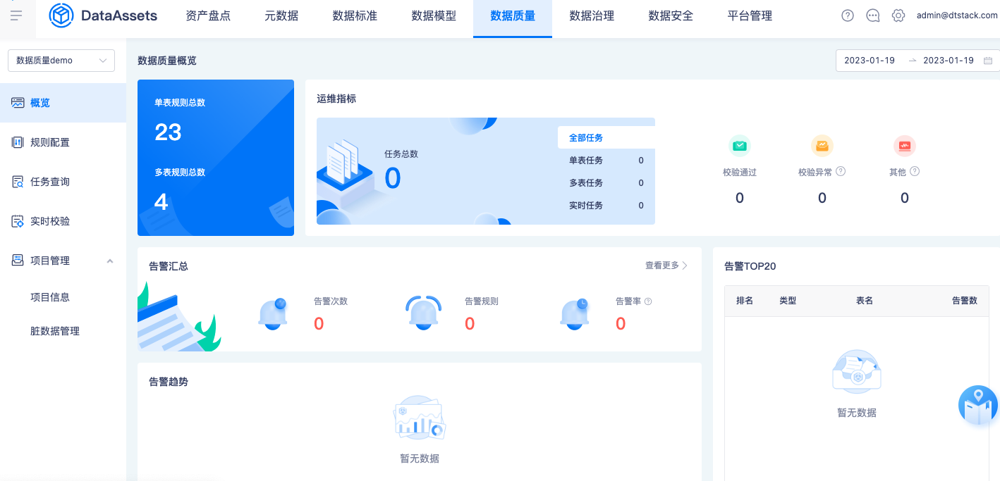 DataAssets 资产盘点 元数据 数据标准 数据模型 数据质量 数据治理 数据安全 平台管理 admin@dtstack.com
数据质量demo
概览
规则配置
任务查询
实时校验
项目管理
项目信息
脏数据管理
数据质量概览
2023-01-19 → 2023-01-19
单表规则总数
23
多表规则总数
4
运维指标
任务总数
0
全部任务
单表任务 0
多表任务 0
实时任务 0
校验通过 校验异常 其他
0 0 0
告警汇总 查看更多
告警次数 告警规则 告警率
0 0 0
告警趋势
暂无数据
告警TOP20
排名 类型 表名 告警数
暂无数据